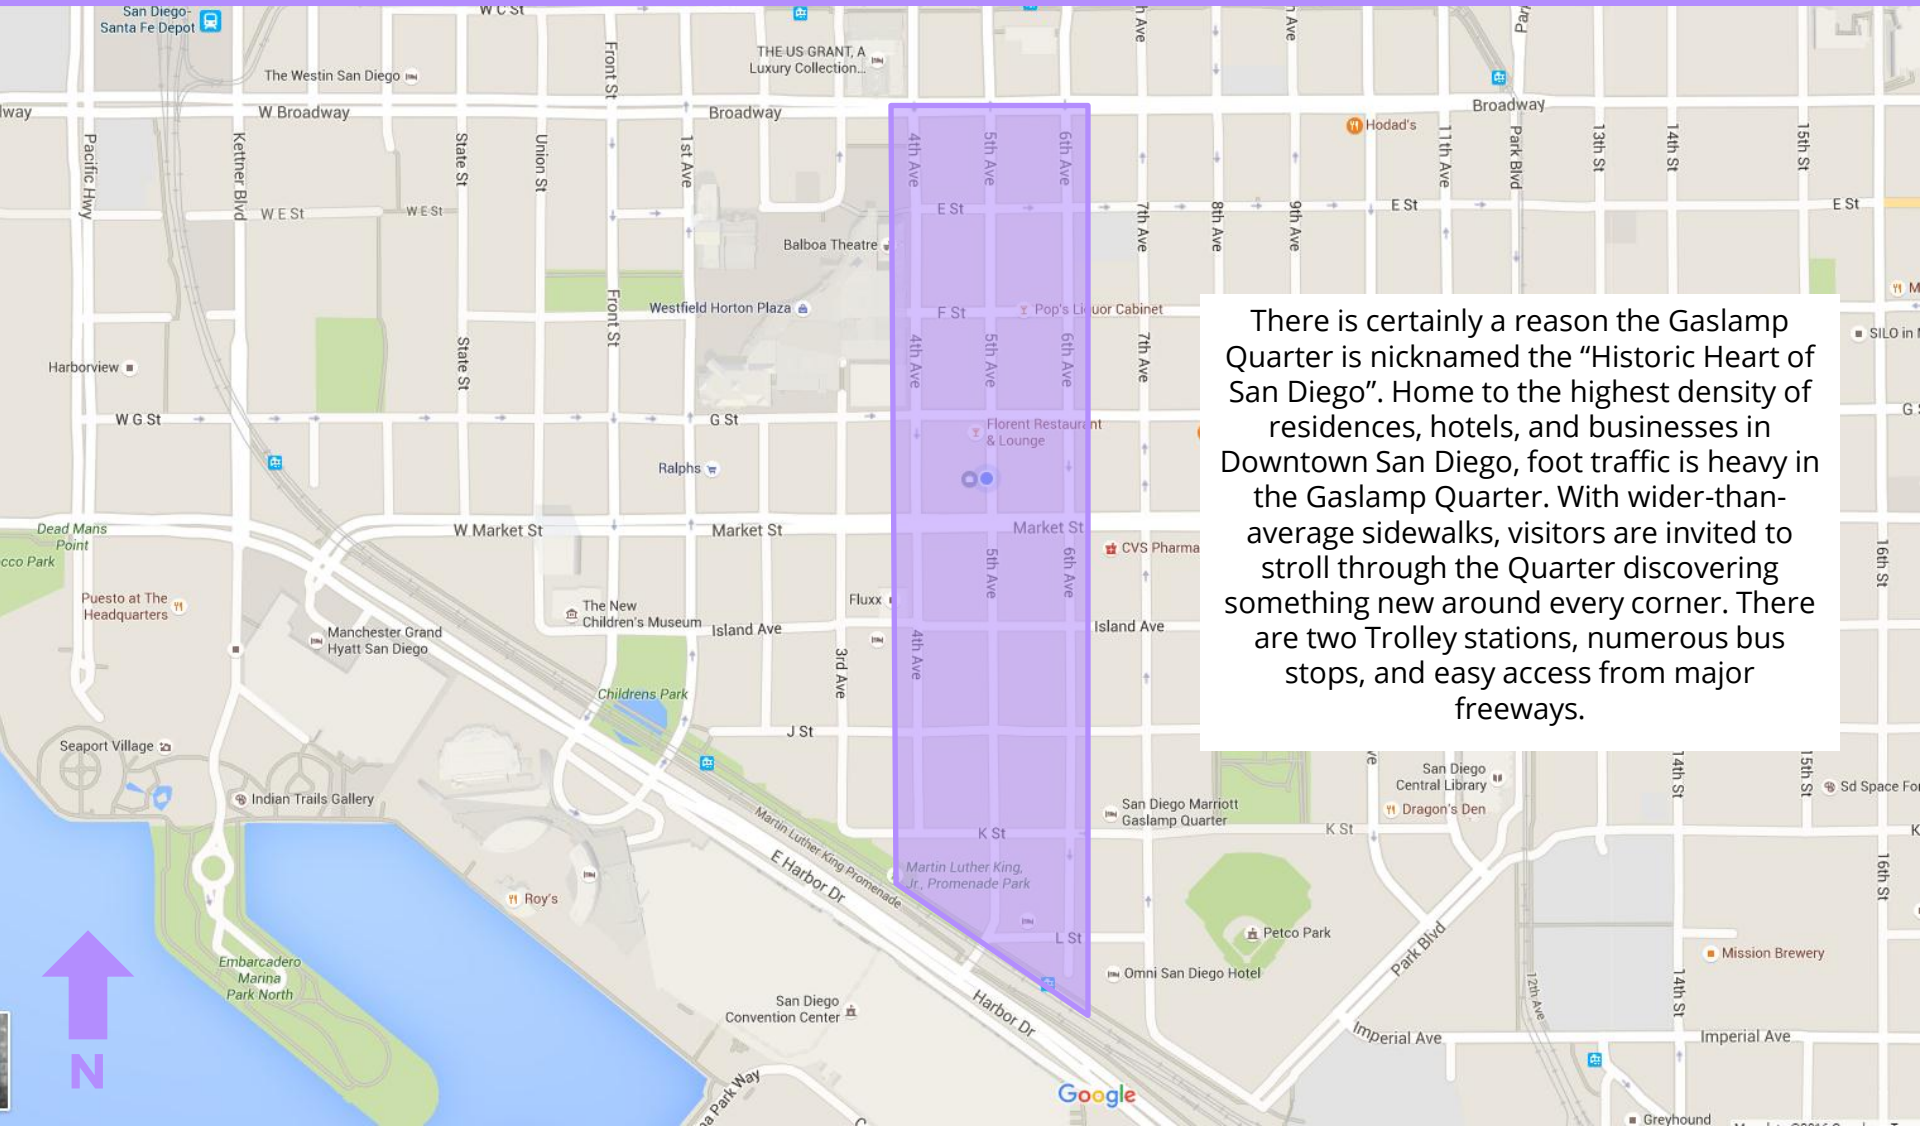 San Diego-
Santa Fe Depot
W C St
The Westin San Diego
Front St
THE US GRANT, A
Luxury Collection...
h Ave
Ave
Par
way
W Broadway
Broadway
Broadway
Hodad's
Pacific Hwy
Kettner Blvd
State St
Union St
1st Ave
4th Ave
5th Ave
6th Ave
7th Ave
8th Ave
9th Ave
11th Ave
Park Blvd
13th St
14th St
15th St
W E St
W E St
E St
E St
E St
Balboa Theatre
Westfield Horton Plaza
Front St
F St
Pop's Liquor Cabinet
M
SILO in
State St
4th Ave
5th Ave
6th Ave
7th Ave
Harborview
W G St
G St
G
Florent Restaurant
& Lounge
Ralphs
There is certainly a reason the Gaslamp
Quarter is nicknamed the “Historic Heart of
San Diego”. Home to the highest density of
residences, hotels, and businesses in
Downtown San Diego, foot traffic is heavy in
the Gaslamp Quarter. With wider-than-
average sidewalks, visitors are invited to
stroll through the Quarter discovering
something new around every corner. There
are two Trolley stations, numerous bus
stops, and easy access from major
freeways.
Dead Mans
Point
cco Park
W Market St
Market St
Market St
CVS Pharma
5th Ave
6th Ave
16th St
Puesto at The
Headquarters
The New
Children's Museum
Fluxx
Island Ave
Island Ave
Manchester Grand
Hyatt San Diego
3rd Ave
4th Ave
Childrens Park
J St
Seaport Village
Indian Trails Gallery
San Diego
Central Library
Dragon's Den
ve
14th St
15th St
Sd Space For
San Diego Marriott
Gaslamp Quarter
K St
K St
K
Martin Luther King Promenade
E Harbor Dr
Martin Luther King,
Jr., Promenade Park
16th St
Roy's
L St
Petco Park
Park Blvd
Mission Brewery
Embarcadero
Marina
Park North
Omni San Diego Hotel
San Diego
Convention Center
Harbor Dr
12th Ave
14th St
Imperial Ave
Imperial Ave
N
a Park Way
Google
Greyhound